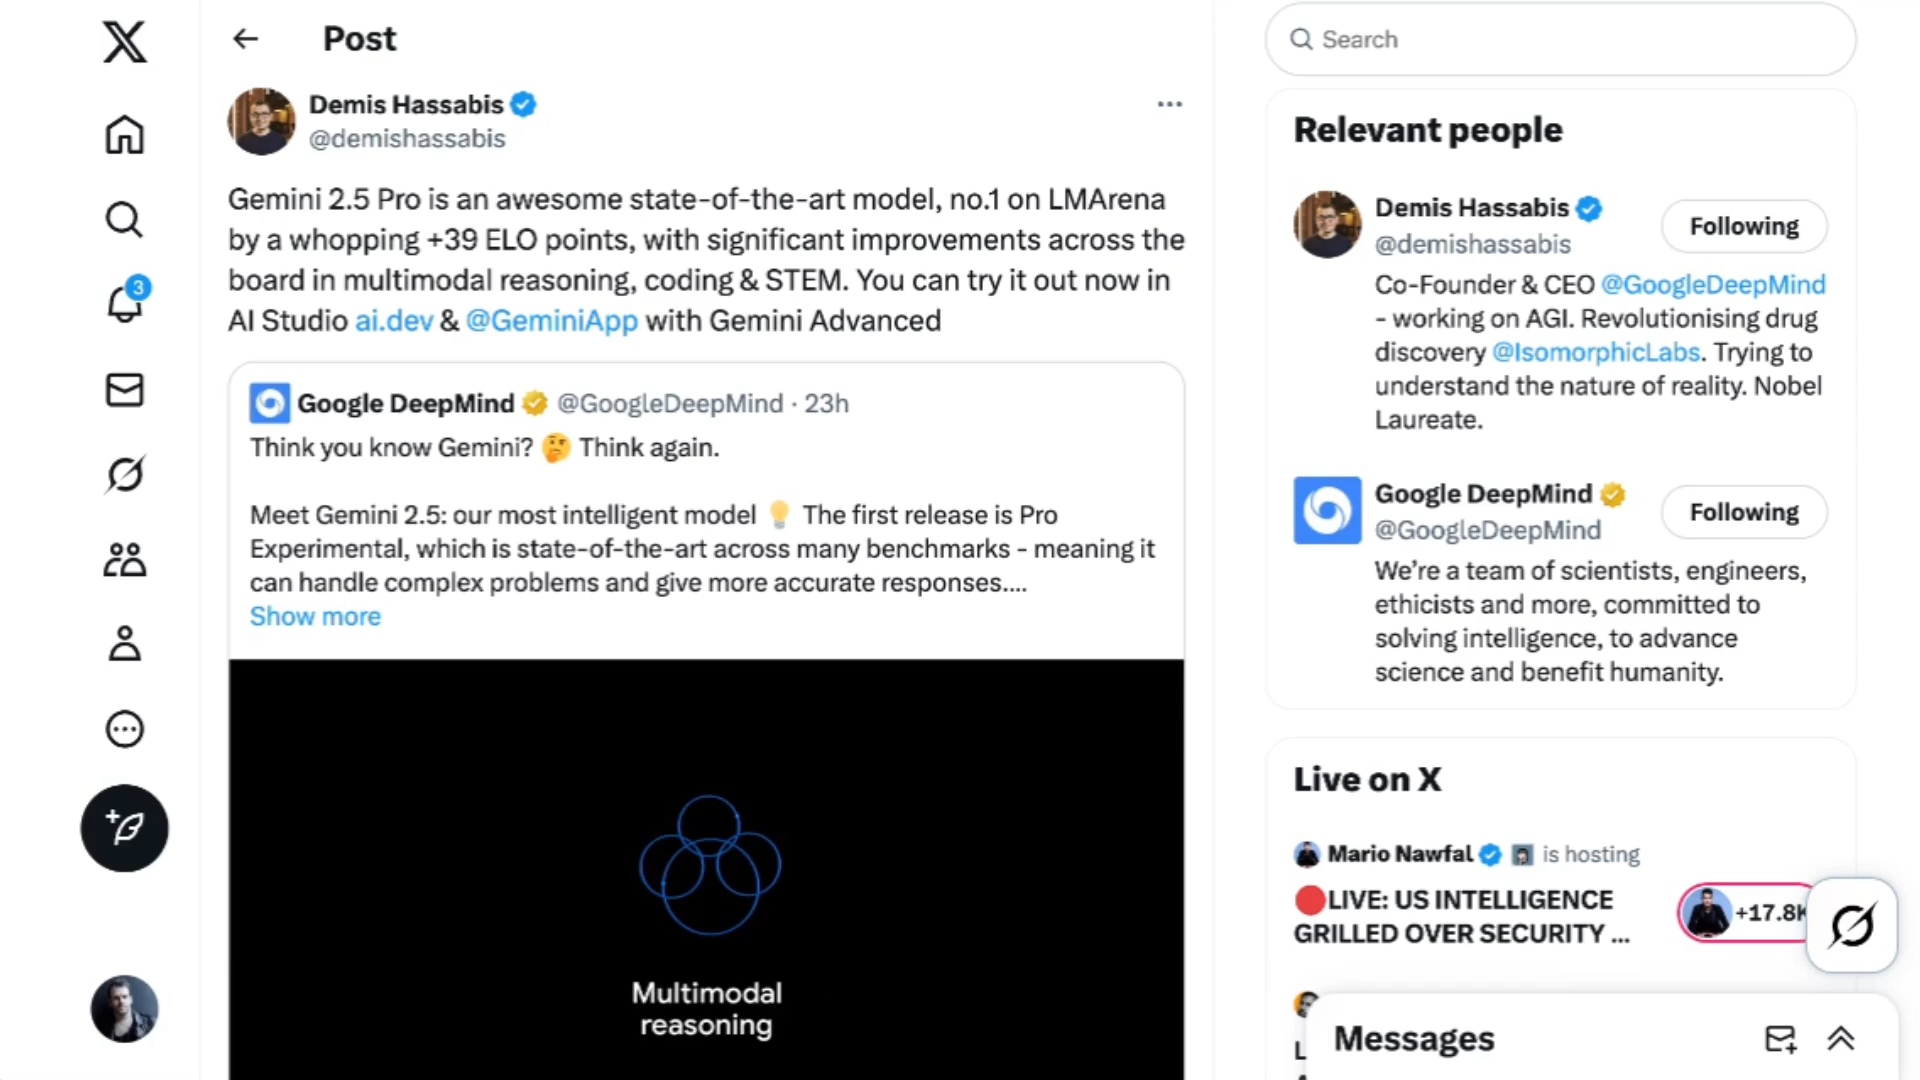 Post
Demis Hassabis
@demishassabis
Gemini 2.5 Pro is an awesome state-of-the-art model, no.1 on LMArena
by a whopping +39 ELO points, with significant improvements across the
board in multimodal reasoning, coding & STEM. You can try it out now in
AI Studio ai.dev & @GeminiApp with Gemini Advanced
Google DeepMind @GoogleDeepMind · 23h
Think you know Gemini? 🤔 Think again.
Meet Gemini 2.5: our most intelligent model 💡 The first release is Pro
Experimental, which is state-of-the-art across many benchmarks - meaning it
can handle complex problems and give more accurate responses....
Show more
Multimodal
reasoning
3
Search
Relevant people
Demis Hassabis
@demishassabis
Following
Co-Founder & CEO @GoogleDeepMind
- working on AGI. Revolutionising drug
discovery @IsomorphicLabs. Trying to
understand the nature of reality. Nobel
Laureate.
Google DeepMind
@GoogleDeepMind
Following
We're a team of scientists, engineers,
ethicists and more, committed to
solving intelligence, to advance
science and benefit humanity.
Live on X
Mario Nawfal is hosting
🔴LIVE: US INTELLIGENCE
GRILLED OVER SECURITY ...
+17.8K
Messages